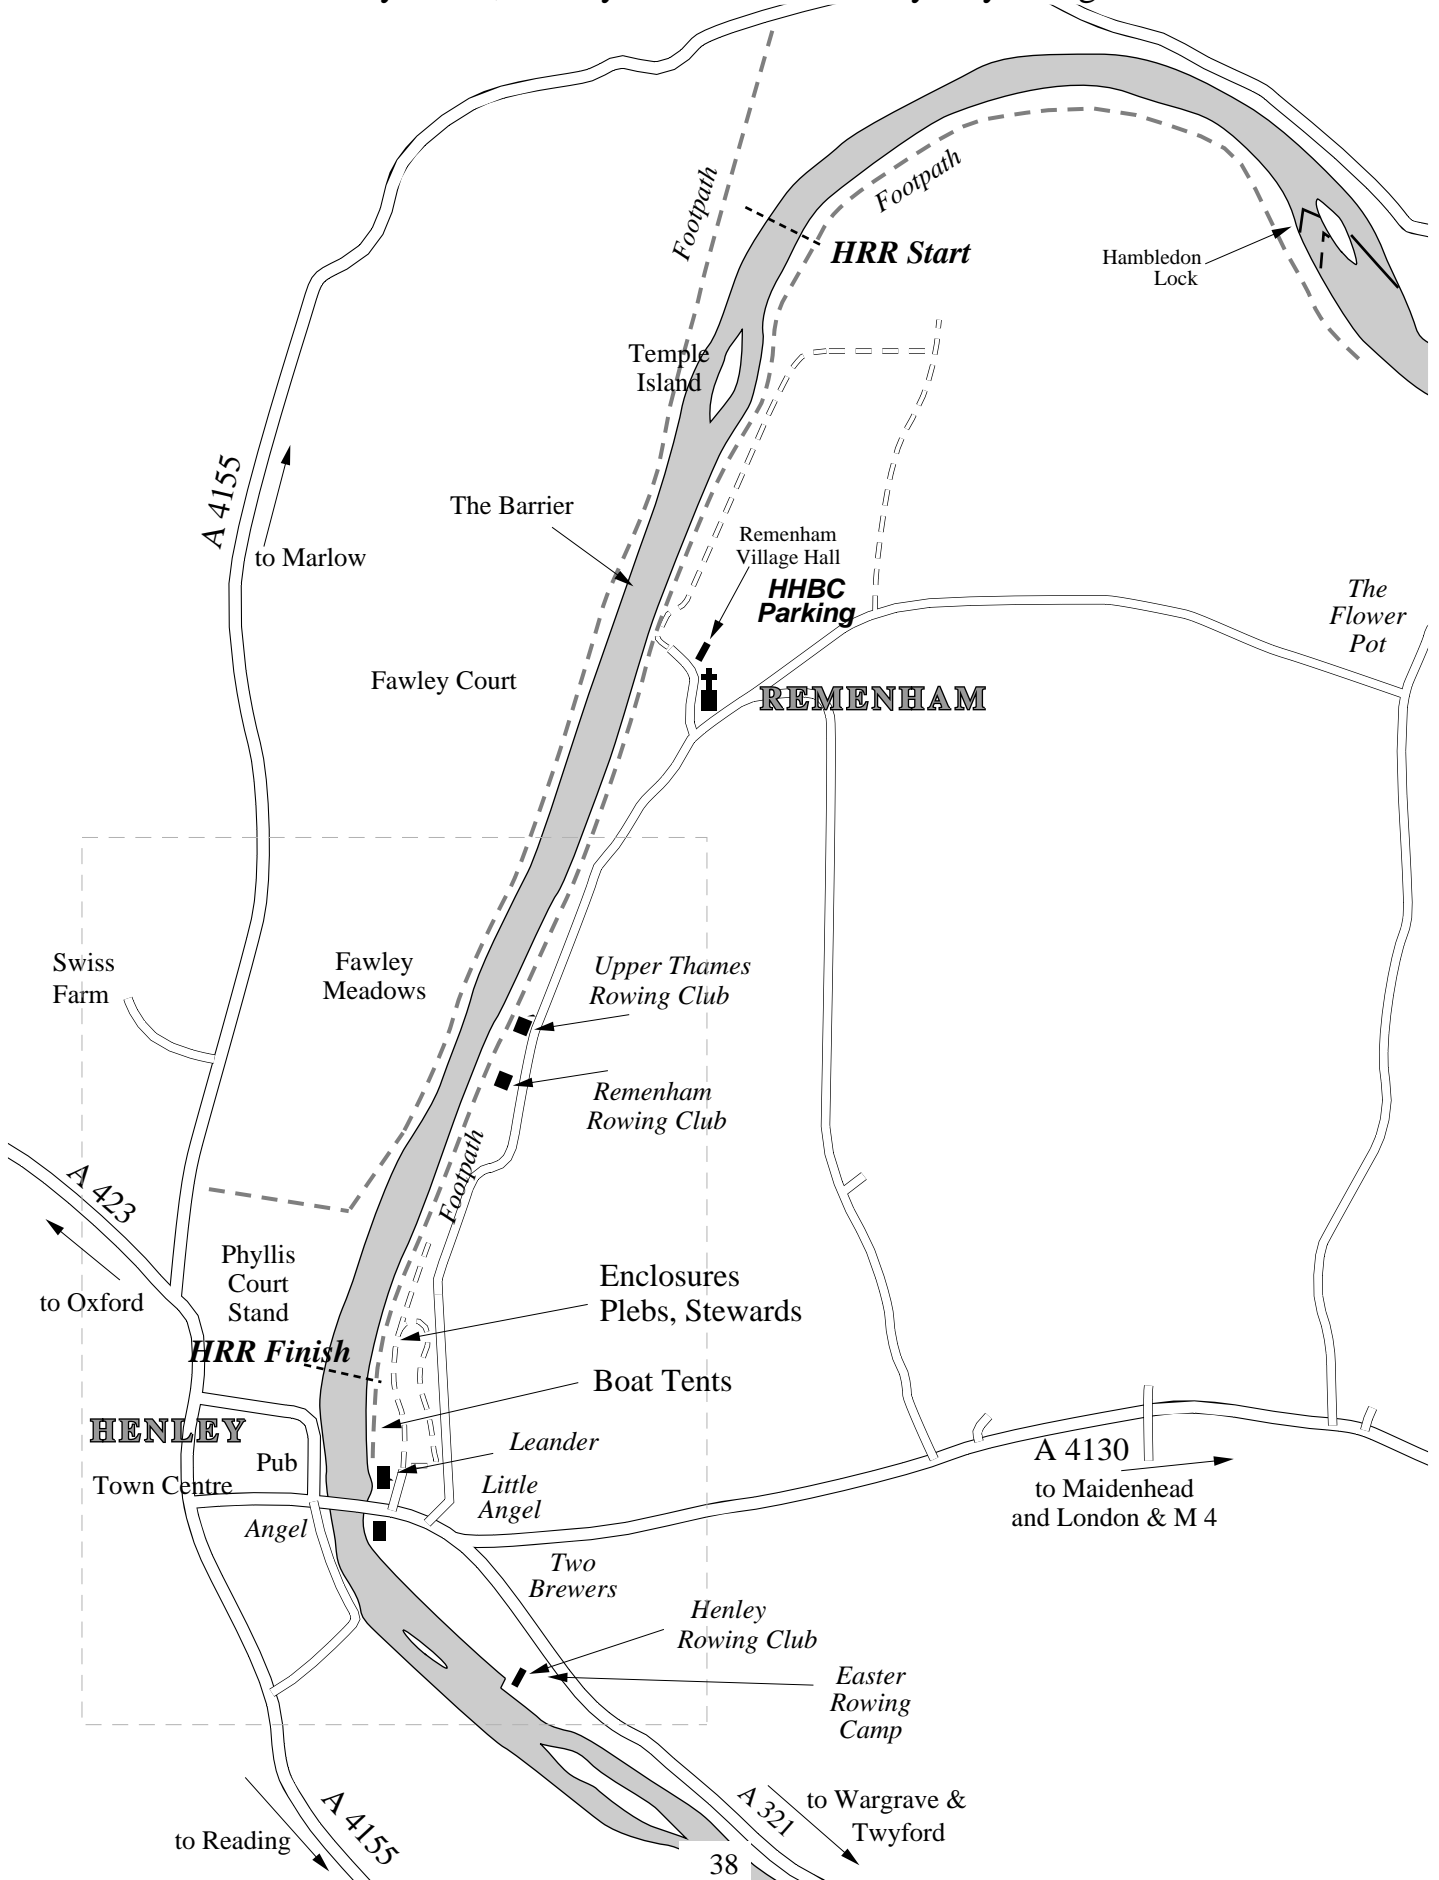 Footpath
Footpath
HRR Start
Hambledon
Lock
Temple
Island
A 4155
to Marlow
The Barrier
Remenham
Village Hall
HHBC
Parking
The
Flower
Pot
Fawley Court
REMENHAM
Swiss
Farm
Fawley
Meadows
Upper Thames
Rowing Club
Remenham
Rowing Club
Footpath
A 423
to Oxford
Phyllis
Court
Stand
Enclosures
Plebs, Stewards
HRR Finish
Boat Tents
HENLEY
Pub
Town Centre
Leander
Little
Angel
Angel
A 4130
to Maidenhead
and London & M 4
Two
Brewers
Henley
Rowing Club
Easter
Rowing
Camp
A 321
to Wargrave &
Twyford
A 4155
to Reading
38